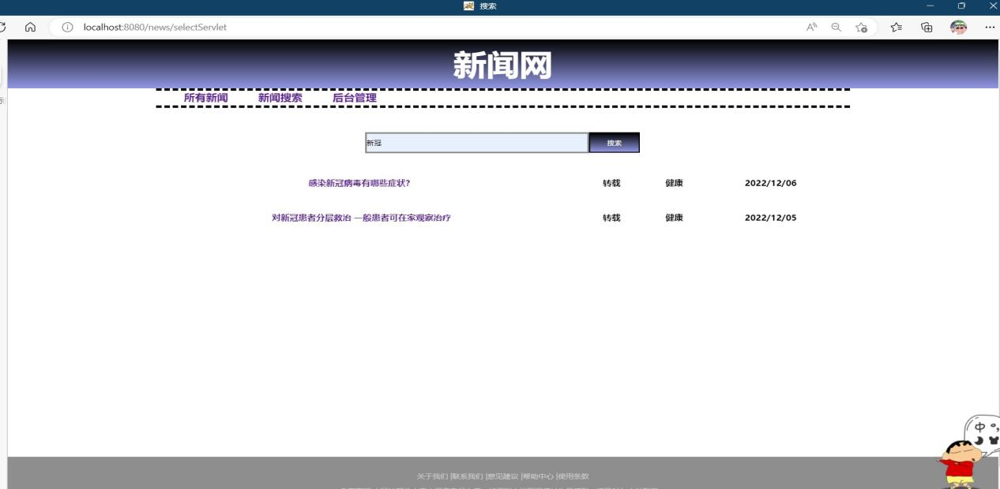 搜索
localhost:8080/news/selectServlet
新闻网
所有新闻 新闻搜索 后台管理
新冠 搜索
感染新冠病毒有哪些症状? 转载 健康 2022/12/06
对新冠患者分层救治 一般患者可在家观察治疗 转载 健康 2022/12/05
中
关于我们 |联系我们 |意见建议 |帮助中心 |使用条款